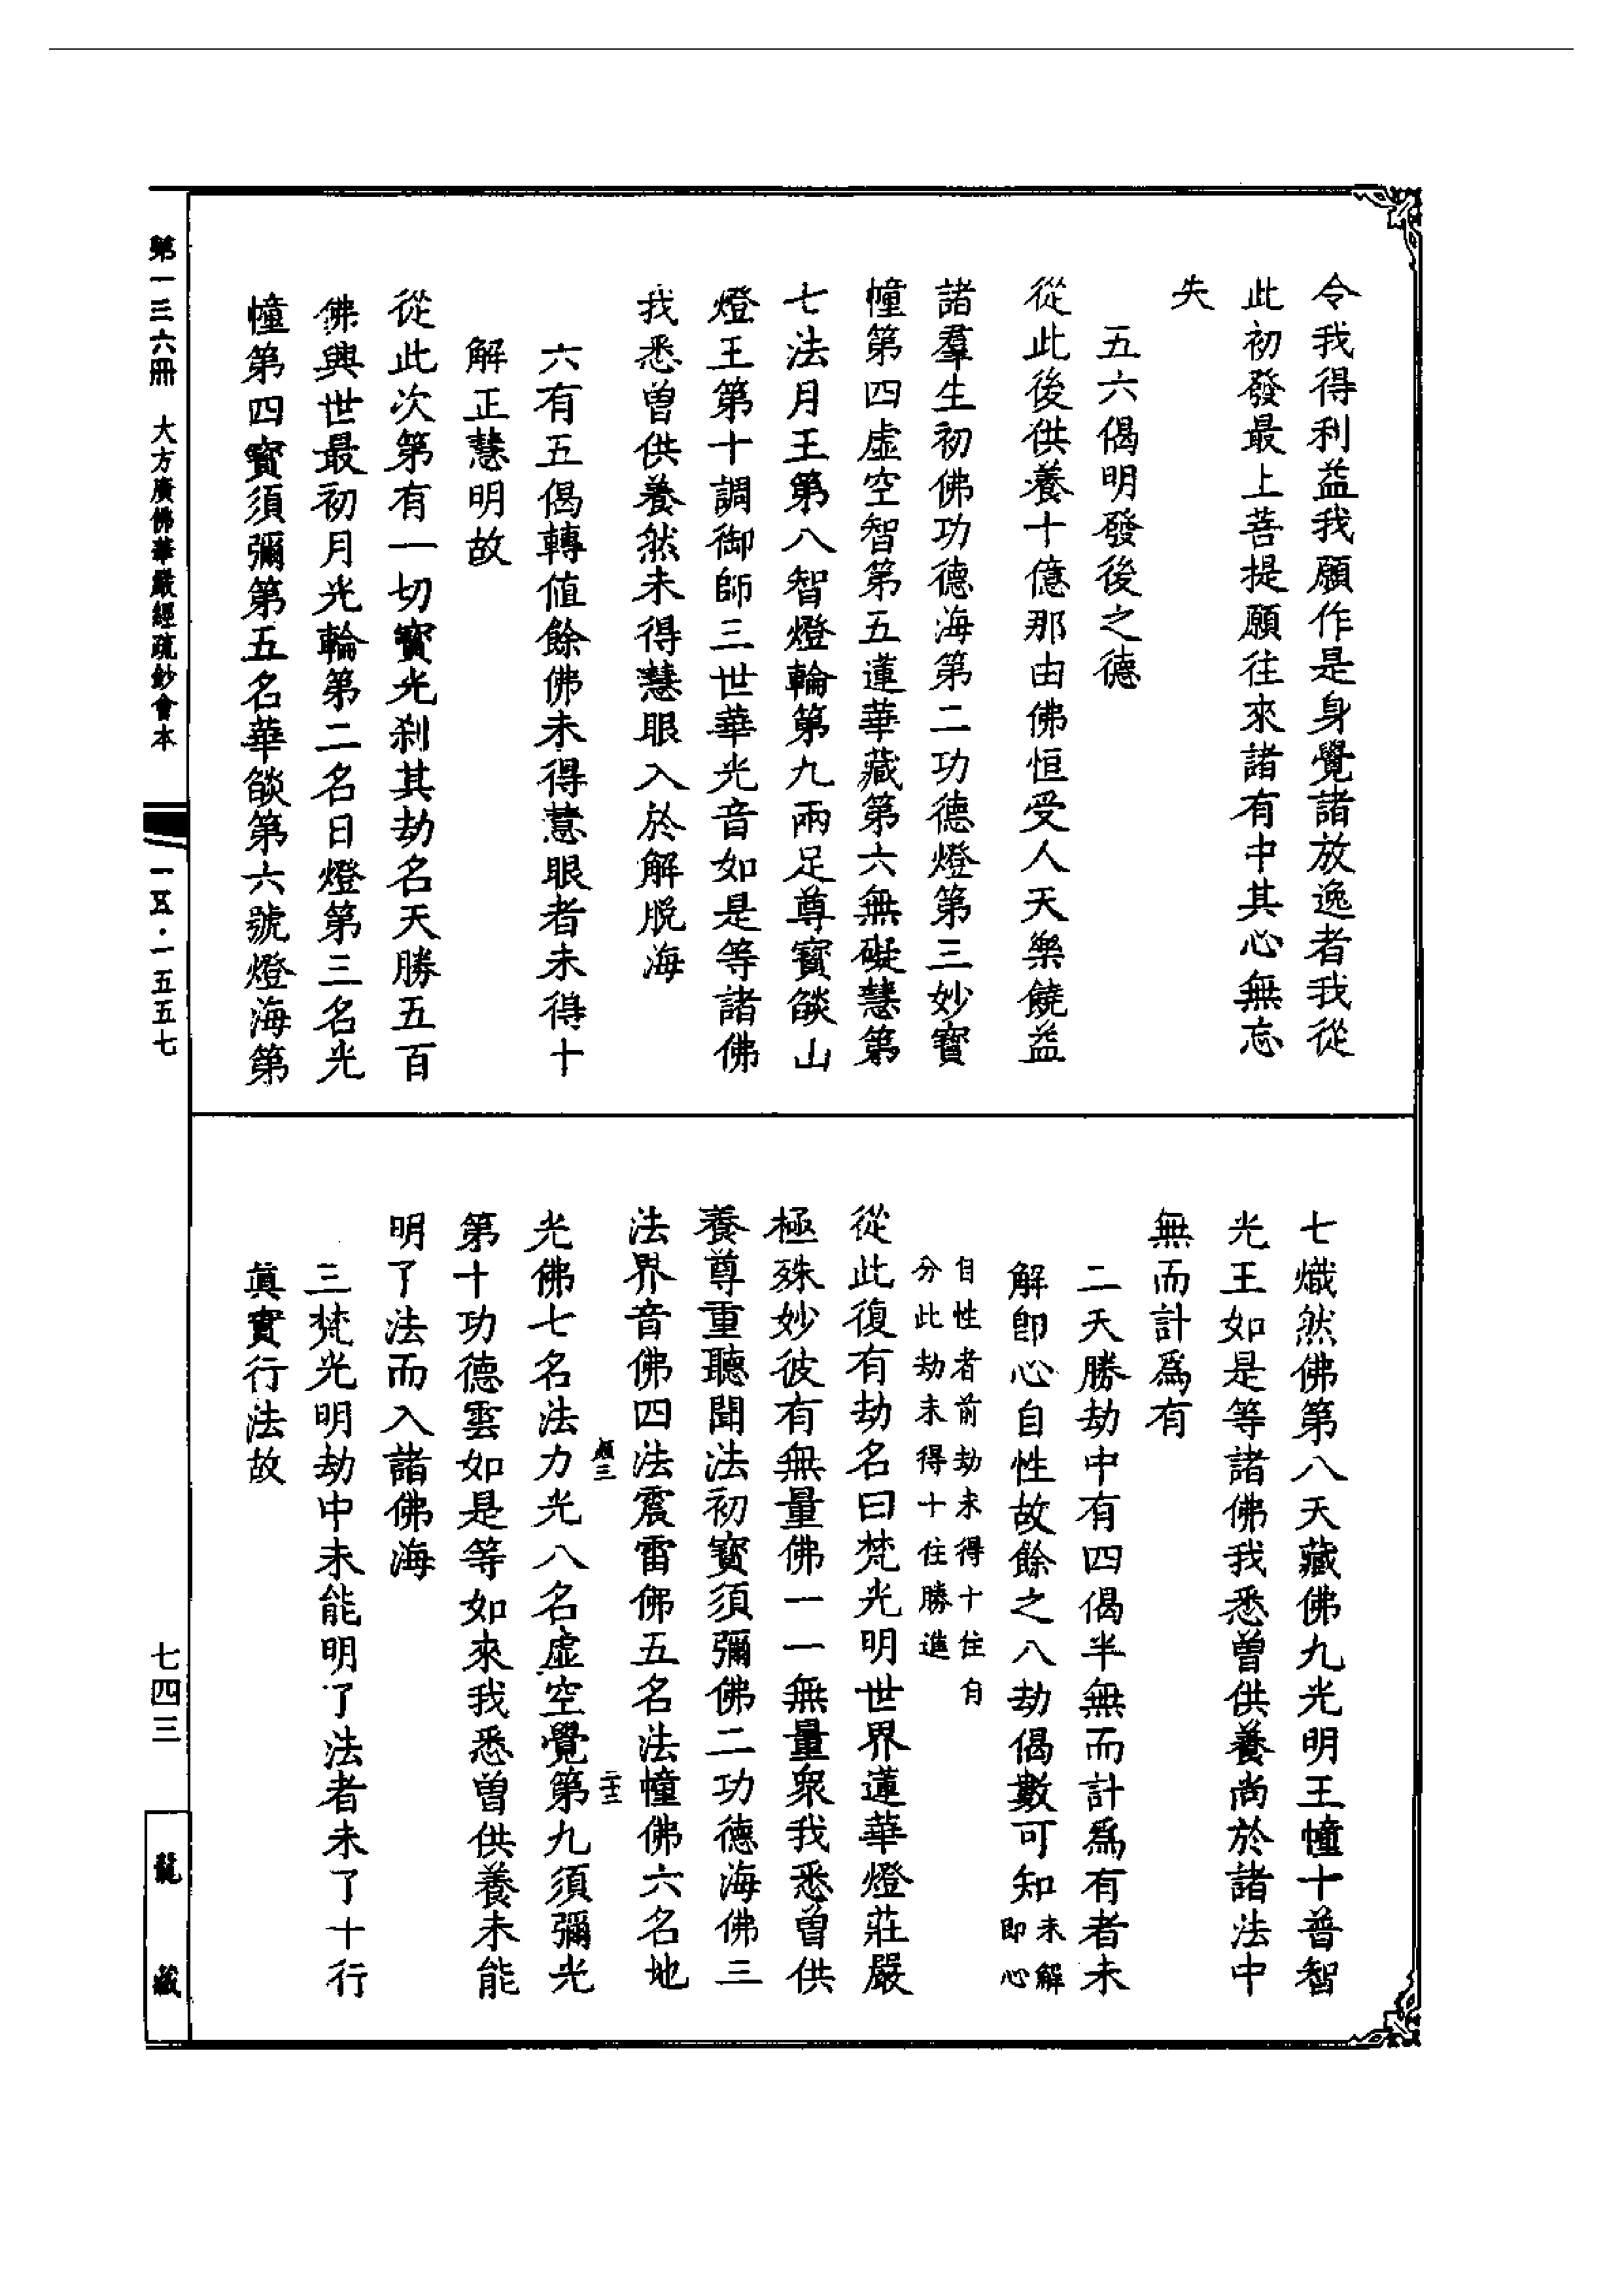 令我得利益我願作是身覺諸放逸者我從
此初發最上菩提願往來諸有中其心無忘
失
五六偈明發後之德
從此後供養十億那由佛恒受人天樂饒益
諸羣生初佛功德海第二功德燈第三妙寶
幢第四虛空智第五蓮華藏第六無礙慧第
七法月王第八智燈輪第九兩足尊寶燄山
燈王第十調御師三世華光音如是等諸佛
我悉曾供養然未得慧眼入於解脫海
六有五偈轉值餘佛未得慧眼者未得十
解正慧明故
從此次第有一切寶光刹其劫名天勝五百
佛興世最初月光輪第二名日燈第三名光
幢第四寶須彌第五名華燄第六號燈海第
七熾然佛第八天藏佛九光明王幢十普智
光王如是等諸佛我悉曾供養尚於諸法中
無而計爲有
二天勝劫中有四偈半無而計爲有者未
解卽心自性故餘之八劫偈數可知未解卽心
自性者前劫未得十住自
分此劫未得十住勝進
從此復有劫名曰梵光明世界蓮華燈莊嚴
極殊妙彼有無量佛一一無量衆我悉曾供
養尊重聽聞法初寶須彌佛二功德海佛三
法界音佛四法震雷佛五名法幢佛六名地
光佛七名法力光八名虛空覺第九須彌光
第十功德雲如是等如來我悉曾供養未能
明了法而入諸佛海
三梵光明劫中未能明了法者未了十行
眞實行法故
第一三六冊 大方廣佛華嚴經疏鈔會本
一五·一五五七
七四三
龍藏